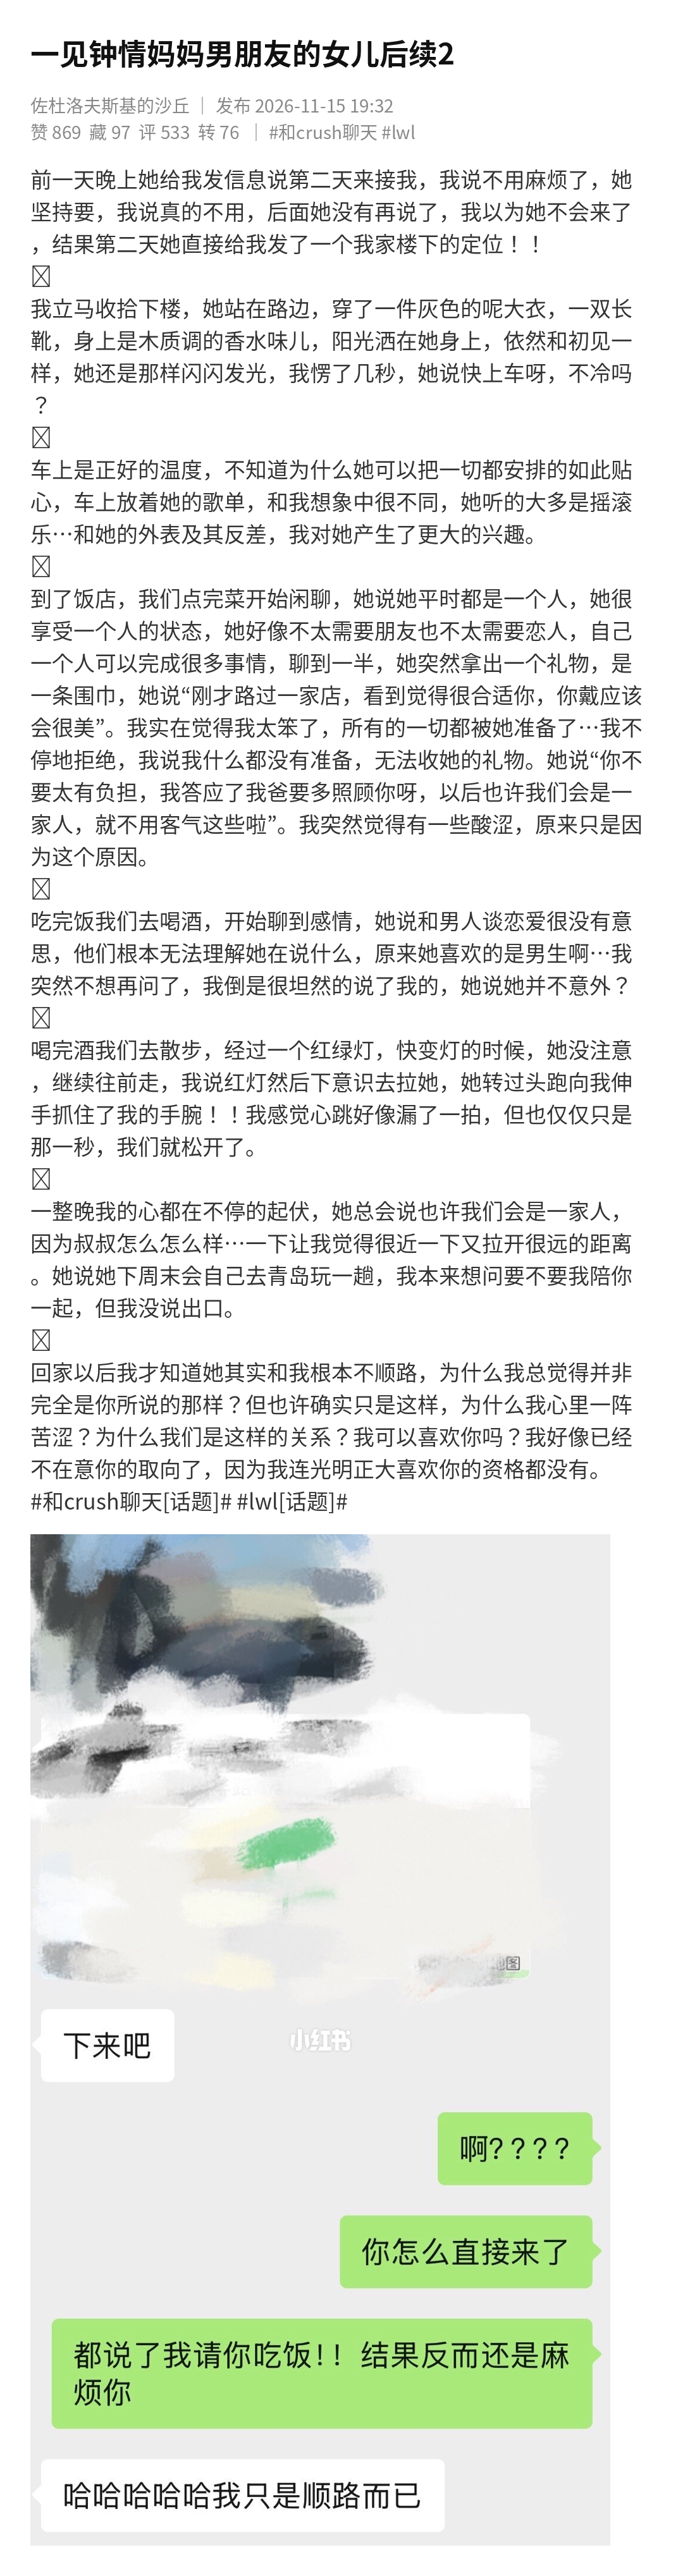 一见钟情妈妈男朋友的女儿后续2
佐杜洛夫斯基的沙丘 ｜ 发布 2026-11-15 19:32
赞 869 藏 97 评 533 转 76 ｜ #和crush聊天 #lwl
前一天晚上她给我发信息说第二天来接我，我说不用麻烦了，她
坚持要，我说真的不用，后面她没有再说了，我以为她不会来了
，结果第二天她直接给我发了一个我家楼下的定位！！
我立马收拾下楼，她站在路边，穿了一件灰色的呢大衣，一双长
靴，身上是木质调的香水味儿，阳光洒在她身上，依然和初见一
样，她还是那样闪闪发光，我愣了几秒，她说快上车呀，不冷吗
？
车上是正好的温度，不知道为什么她可以把一切都安排的如此贴
心，车上放着她的歌单，和我想象中很不同，她听的大多是摇滚
乐…和她的外表及其反差，我对她产生了更大的兴趣。
到了饭店，我们点完菜开始闲聊，她说她平时都是一个人，她很
享受一个人的状态，她好像不太需要朋友也不太需要恋人，自己
一个人可以完成很多事情，聊到一半，她突然拿出一个礼物，是
一条围巾，她说“刚才路过一家店，看到觉得很合适你，你戴应该
会很美”。我实在觉得我太笨了，所有的一切都被她准备了…我不
停地拒绝，我说我什么都没有准备，无法收她的礼物。她说“你不
要太有负担，我答应了我爸要多照顾你呀，以后也许我们会是一
家人，就不用客气这些啦”。我突然觉得有一些酸涩，原来只是因
为这个原因。
吃完饭我们去喝酒，开始聊到感情，她说和男人谈恋爱很没有意
思，他们根本无法理解她在说什么，原来她喜欢的是男生啊…我
突然不想再问了，我倒是很坦然的说了我的，她说她并不意外？
喝完酒我们去散步，经过一个红绿灯，快变灯的时候，她没注意
，继续往前走，我说红灯然后下意识去拉她，她转过头跑向我伸
手抓住了我的手腕！！我感觉心跳好像漏了一拍，但也仅仅只是
那一秒，我们就松开了。
一整晚我的心都在不停的起伏，她总会说也许我们会是一家人，
因为叔叔怎么怎么样…一下让我觉得很近一下又拉开很远的距离
。她说她下周末会自己去青岛玩一趟，我本来想问要不要我陪你
一起，但我没说出口。
回家以后我才知道她其实和我根本不顺路，为什么我总觉得并非
完全是你所说的那样？但也许确实只是这样，为什么我心里一阵
苦涩？为什么我们是这样的关系？我可以喜欢你吗？我好像已经
不在意你的取向了，因为我连光明正大喜欢你的资格都没有。
#和crush聊天[话题]# #lwl[话题]#
图
下来吧
小红书
啊????
你怎么直接来了
都说了我请你吃饭!! 结果反而还是麻
烦你
哈哈哈哈哈我只是顺路而已